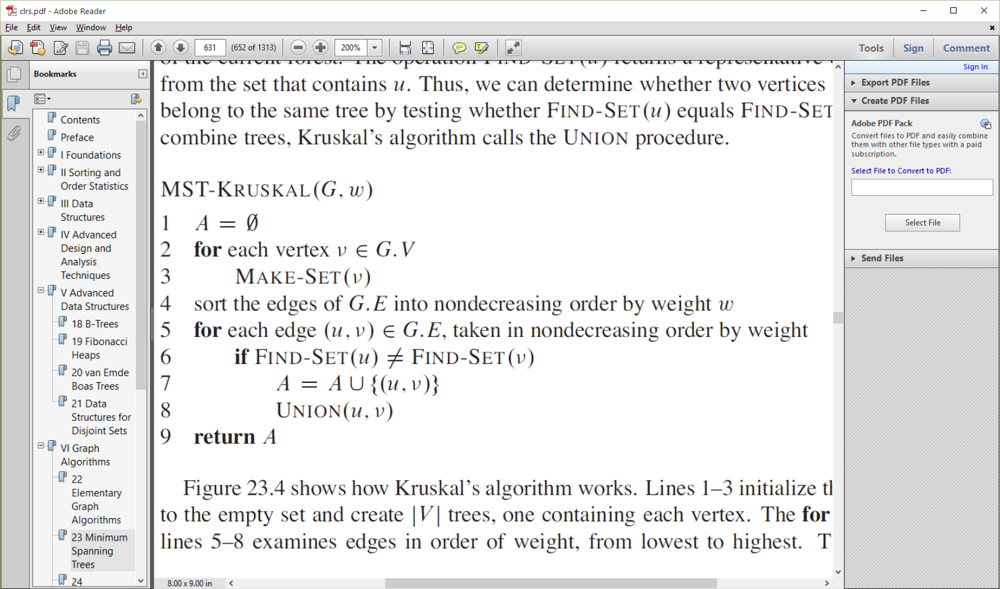 clrs.pdf - Adobe Reader
File Edit View Window Help
631 (652 of 1313) 200% Tools Sign Comment
Bookmarks
Contents
Preface
I Foundations
II Sorting and
Order Statistics
III Data
Structures
IV Advanced
Design and
Analysis
Techniques
V Advanced
Data Structures
18 B-Trees
19 Fibonacci
Heaps
20 van Emde
Boas Trees
21 Data
Structures for
Disjoint Sets
VI Graph
Algorithms
22
Elementary
Graph
Algorithms
23 Minimum
Spanning
Trees
24
of the current forest. The operation FIND-SET(u) returns a representative
from the set that contains u. Thus, we can determine whether two vertices
belong to the same tree by testing whether FIND-SET(u) equals FIND-SET
combine trees, Kruskal's algorithm calls the UNION procedure.
MST-KRUSKAL(G, w)
1 A = ∅
2 for each vertex v ∈ G.V
3 MAKE-SET(v)
4 sort the edges of G.E into nondecreasing order by weight w
5 for each edge (u, v) ∈ G.E, taken in nondecreasing order by weight
6 if FIND-SET(u) ≠ FIND-SET(v)
7 A = A ∪ {(u, v)}
8 UNION(u, v)
9 return A
Figure 23.4 shows how Kruskal's algorithm works. Lines 1–3 initialize
to the empty set and create |V| trees, one containing each vertex. The for
lines 5–8 examines edges in order of weight, from lowest to highest.
8.00 x 9.00 in
Sign In
Export PDF Files
Create PDF Files
Adobe PDF Pack
Convert files to PDF and easily combine
them with other file types with a paid
subscription.
Select File to Convert to PDF:
Select File
Send Files